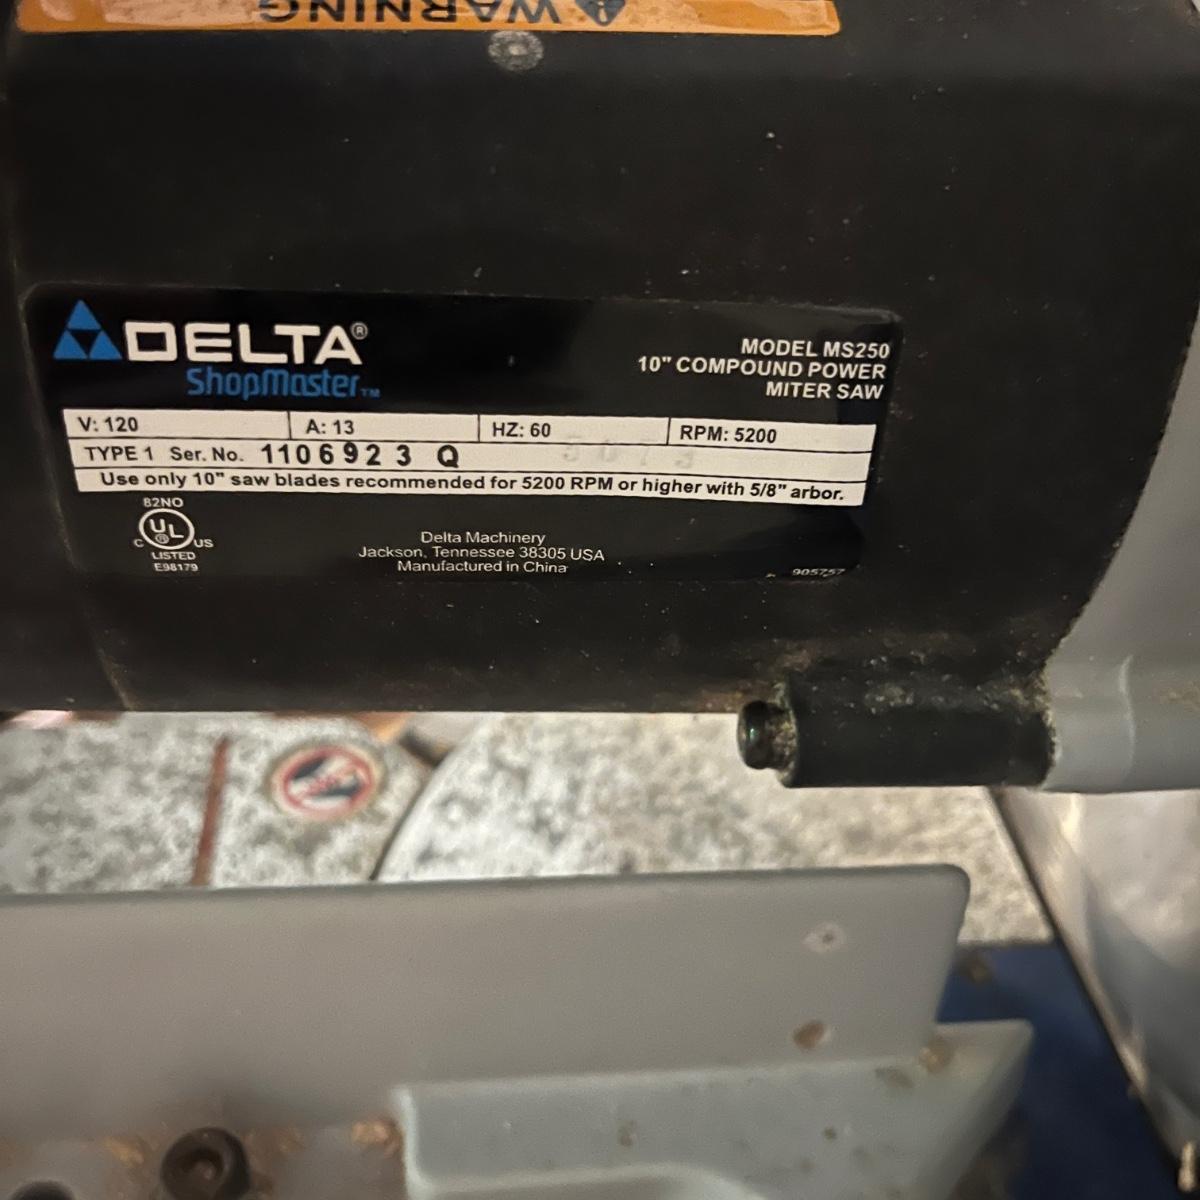 WARNING
DELTA®
ShopMaster™
MODEL MS250
10" COMPOUND POWER
MITER SAW
V: 120 A: 13 HZ: 60 RPM: 5200
TYPE 1 Ser. No. 1106923 Q
Use only 10" saw blades recommended for 5200 RPM or higher with 5/8" arbor.
82NO
C UL® US
LISTED
E98179
Delta Machinery
Jackson, Tennessee 38305 USA
Manufactured in China
905757